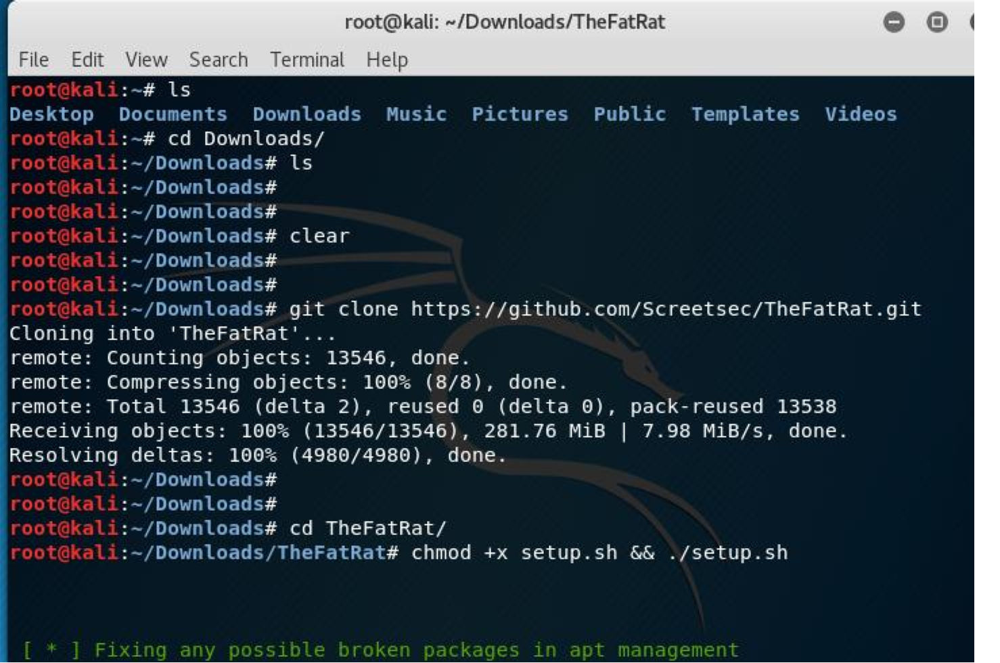 root@kali: ~/Downloads/TheFatRat
File Edit View Search Terminal Help
root@kali:~# ls
Desktop Documents Downloads Music Pictures Public Templates Videos
root@kali:~# cd Downloads/
root@kali:~/Downloads# ls
root@kali:~/Downloads#
root@kali:~/Downloads#
root@kali:~/Downloads# clear
root@kali:~/Downloads#
root@kali:~/Downloads#
root@kali:~/Downloads# git clone https://github.com/Screetsec/TheFatRat.git
Cloning into 'TheFatRat'...
remote: Counting objects: 13546, done.
remote: Compressing objects: 100% (8/8), done.
remote: Total 13546 (delta 2), reused 0 (delta 0), pack-reused 13538
Receiving objects: 100% (13546/13546), 281.76 MiB | 7.98 MiB/s, done.
Resolving deltas: 100% (4980/4980), done.
root@kali:~/Downloads#
root@kali:~/Downloads#
root@kali:~/Downloads# cd TheFatRat/
root@kali:~/Downloads/TheFatRat# chmod +x setup.sh && ./setup.sh
[ * ] Fixing any possible broken packages in apt management